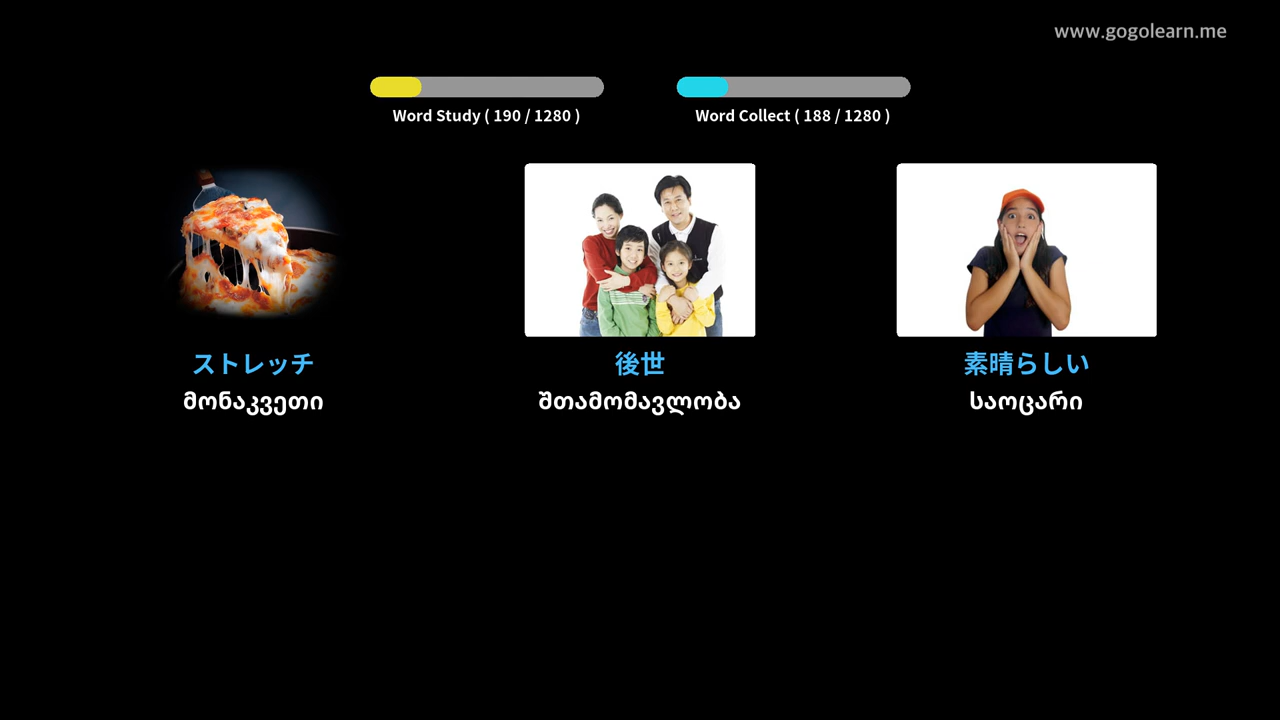 www.gogolearn.me
Word Study ( 190 / 1280 )
Word Collect ( 188 / 1280 )
ストレッチ
მონაკვეთი
後世
შთამომავლობა
素晴らしい
საოცარი